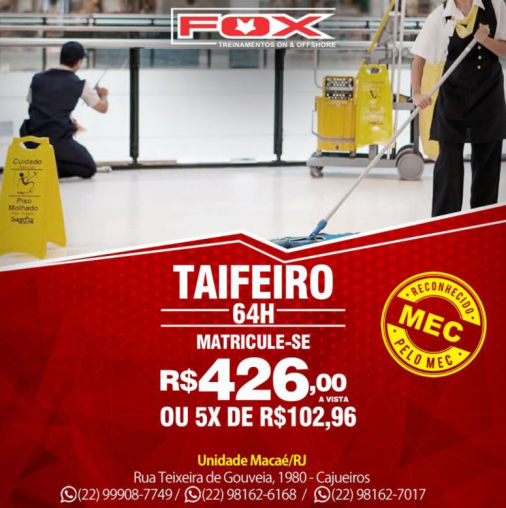 FOX
TREINAMENTOS ON & OFFSHORE
Cuidado
Piso
Molhado
TAIFEIRO
64H
MATRICULE-SE
R$426,00
A VISTA
OU 5X DE R$102,96
RECONHECIDO
MEC
PELO MEC
Unidade Macaé/RJ
Rua Teixeira de Gouveia, 1980 - Cajueiros
(22) 99908-7749 / (22) 98162-6168 / (22) 98162-7017